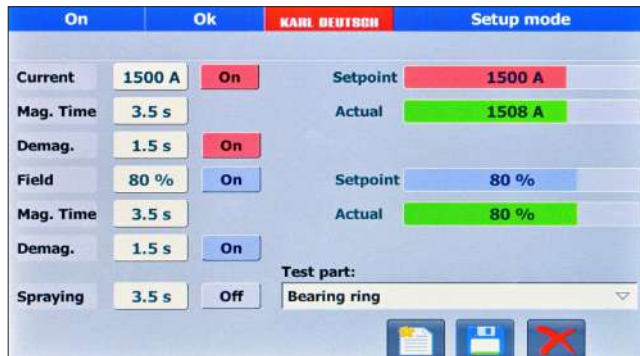 On Ok KARL DEUTSCH Setup mode
Current 1500 A On Setpoint 1500 A
Mag. Time 3.5 s Actual 1508 A
Demag. 1.5 s On
Field 80 % On Setpoint 80 %
Mag. Time 3.5 s Actual 80 %
Demag. 1.5 s On
Test part:
Spraying 3.5 s Off Bearing ring